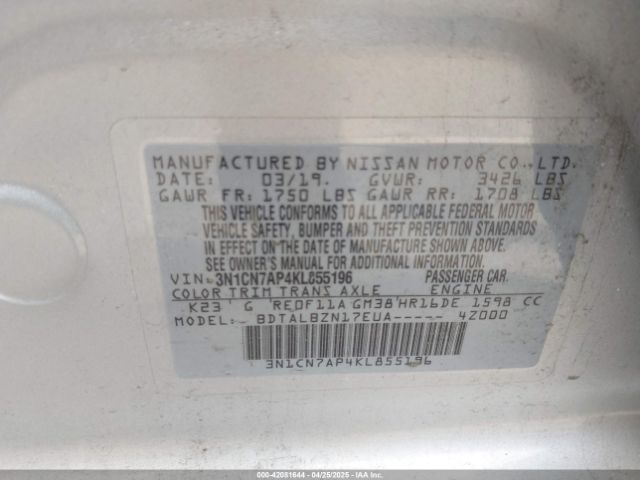 MANUFACTURED BY NISSAN MOTOR CO., LTD.
DATE: 03/19. GVWR: 3426 LBS
GAWR FR: 1750 LBS GAWR RR: 1708 LBS
THIS VEHICLE CONFORMS TO ALL APPLICABLE FEDERAL MOTOR
VEHICLE SAFETY, BUMPER AND THEFT PREVENTION STANDARDS
IN EFFECT ON THE DATE OF MANUFACTURE SHOWN ABOVE.
SEE OWNER'S MANUAL FOR ADDITIONAL INFORMATION
VIN: 3N1CN7AP4KL855196 PASSENGER CAR.
COLOR TRIM TRANS AXLE ENGINE
K23 G RE0F11A GM38 HR16DE 1598 CC
MODEL: BDTALBZN17EUA----- 4Z000
3N1CN7AP4KL855196
000-42081644 - 04/25/2025 - IAA Holdings, LLC.